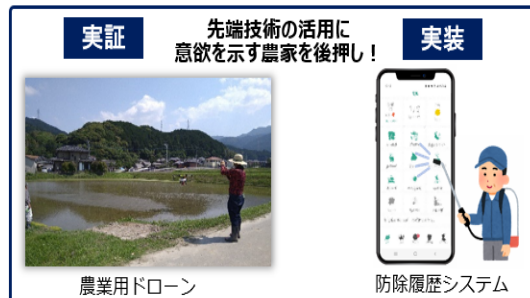 実証
先端技術の活用に
意欲を示す農家を後押し！
実装
農業用ドローン
防除履歴システム